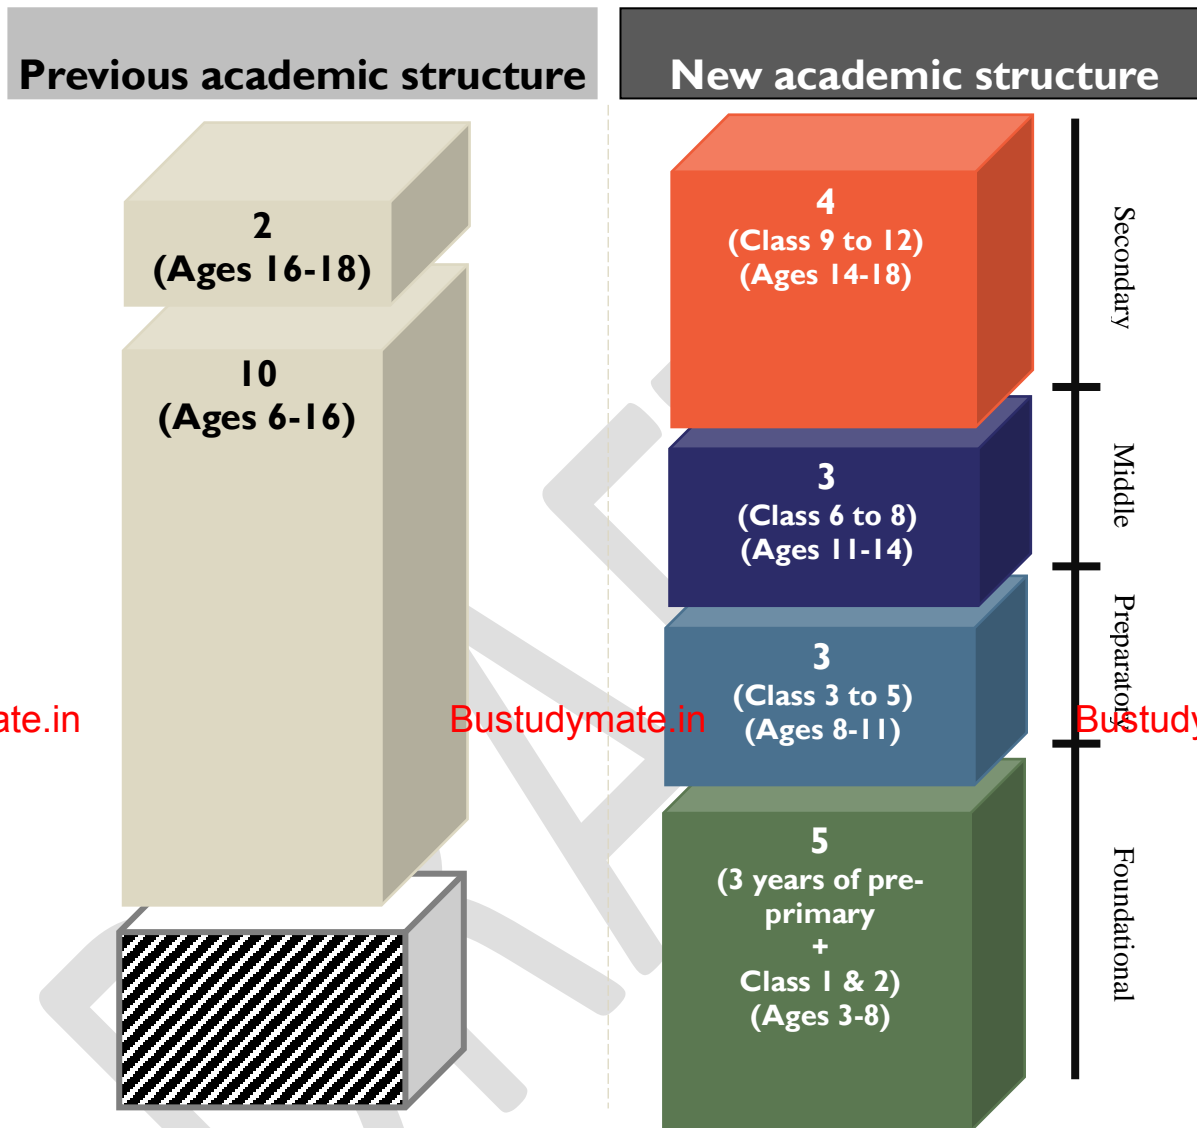 Previous academic structure
New academic structure
2
(Ages 16-18)
10
(Ages 6-16)
4
(Class 9 to 12)
(Ages 14-18)
Secondary
3
(Class 6 to 8)
(Ages 11-14)
Middle
3
(Class 3 to 5)
(Ages 8-11)
Preparatory
5
(3 years of pre-
primary
+
Class 1 & 2)
(Ages 3-8)
Foundational
ate.in
Bustudymate.in
Bustudy